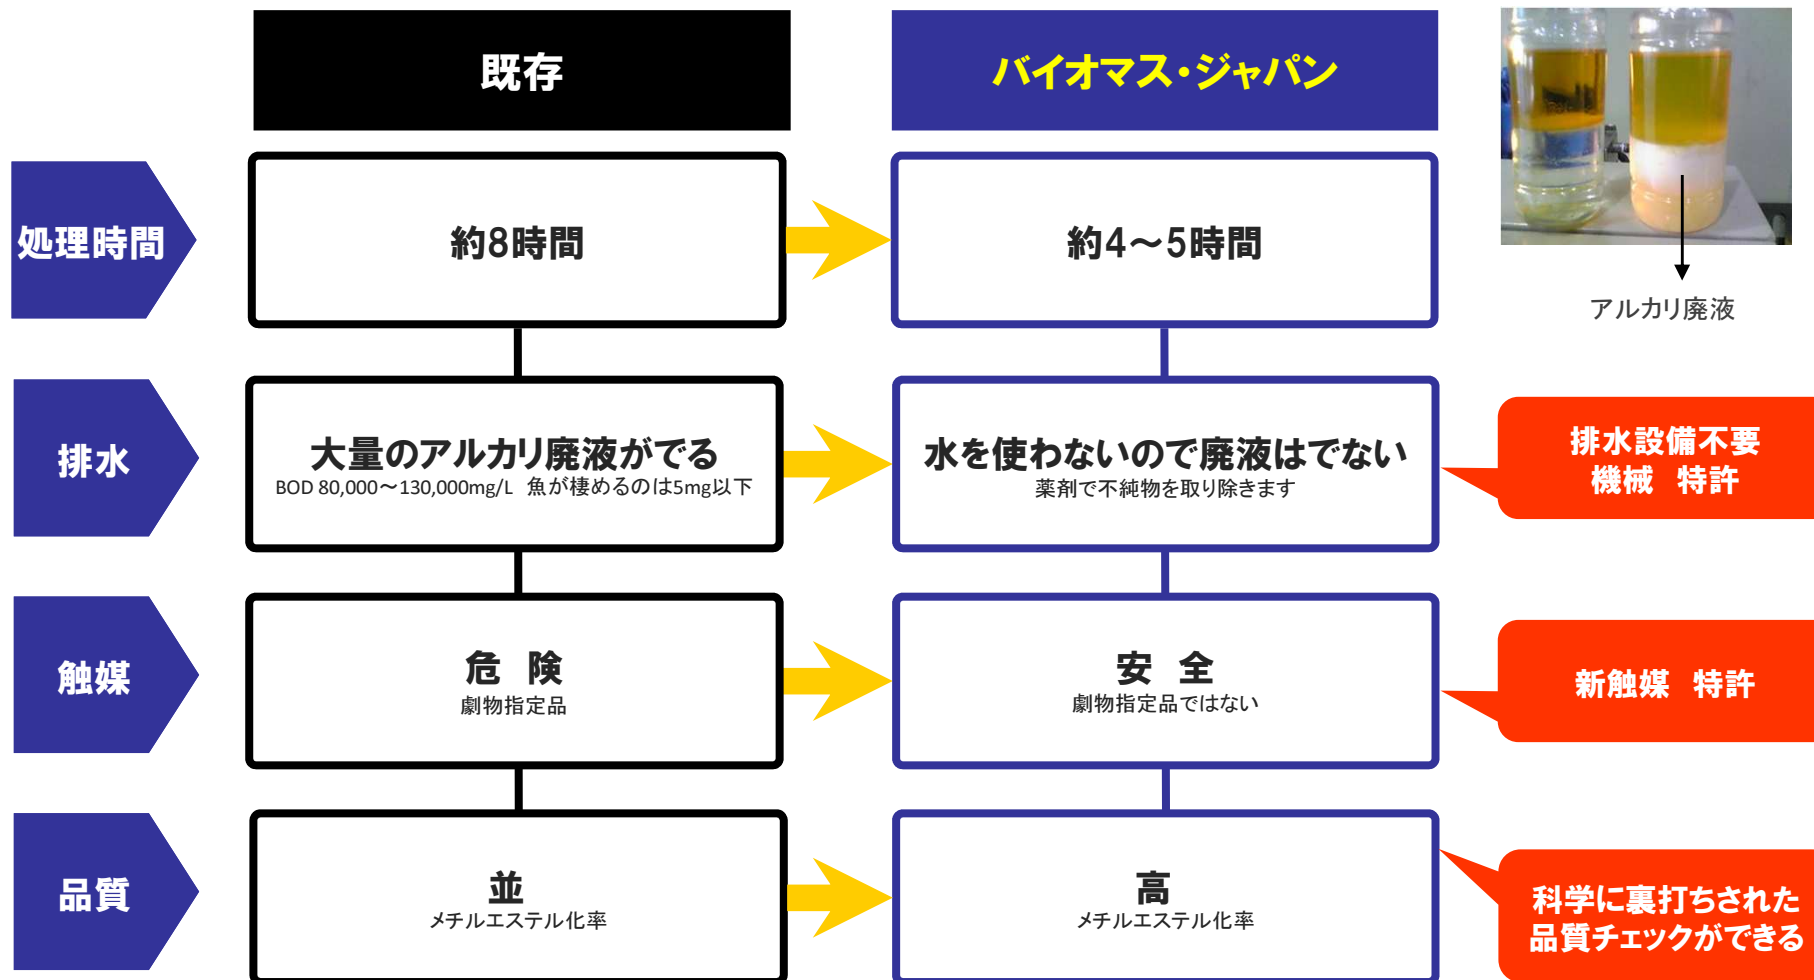 既存
バイオマス・ジャパン
処理時間
約8時間
約4～5時間
アルカリ廃液
排水
大量のアルカリ廃液がでる
BOD 80,000～130,000mg/L 魚が棲めるのは5mg以下
水を使わないので廃液はでない
薬剤で不純物を取り除きます
排水設備不要
機械　特許
触媒
危　険
劇物指定品
安　全
劇物指定品ではない
新触媒　特許
品質
並
メチルエステル化率
高
メチルエステル化率
科学に裏打ちされた
品質チェックができる